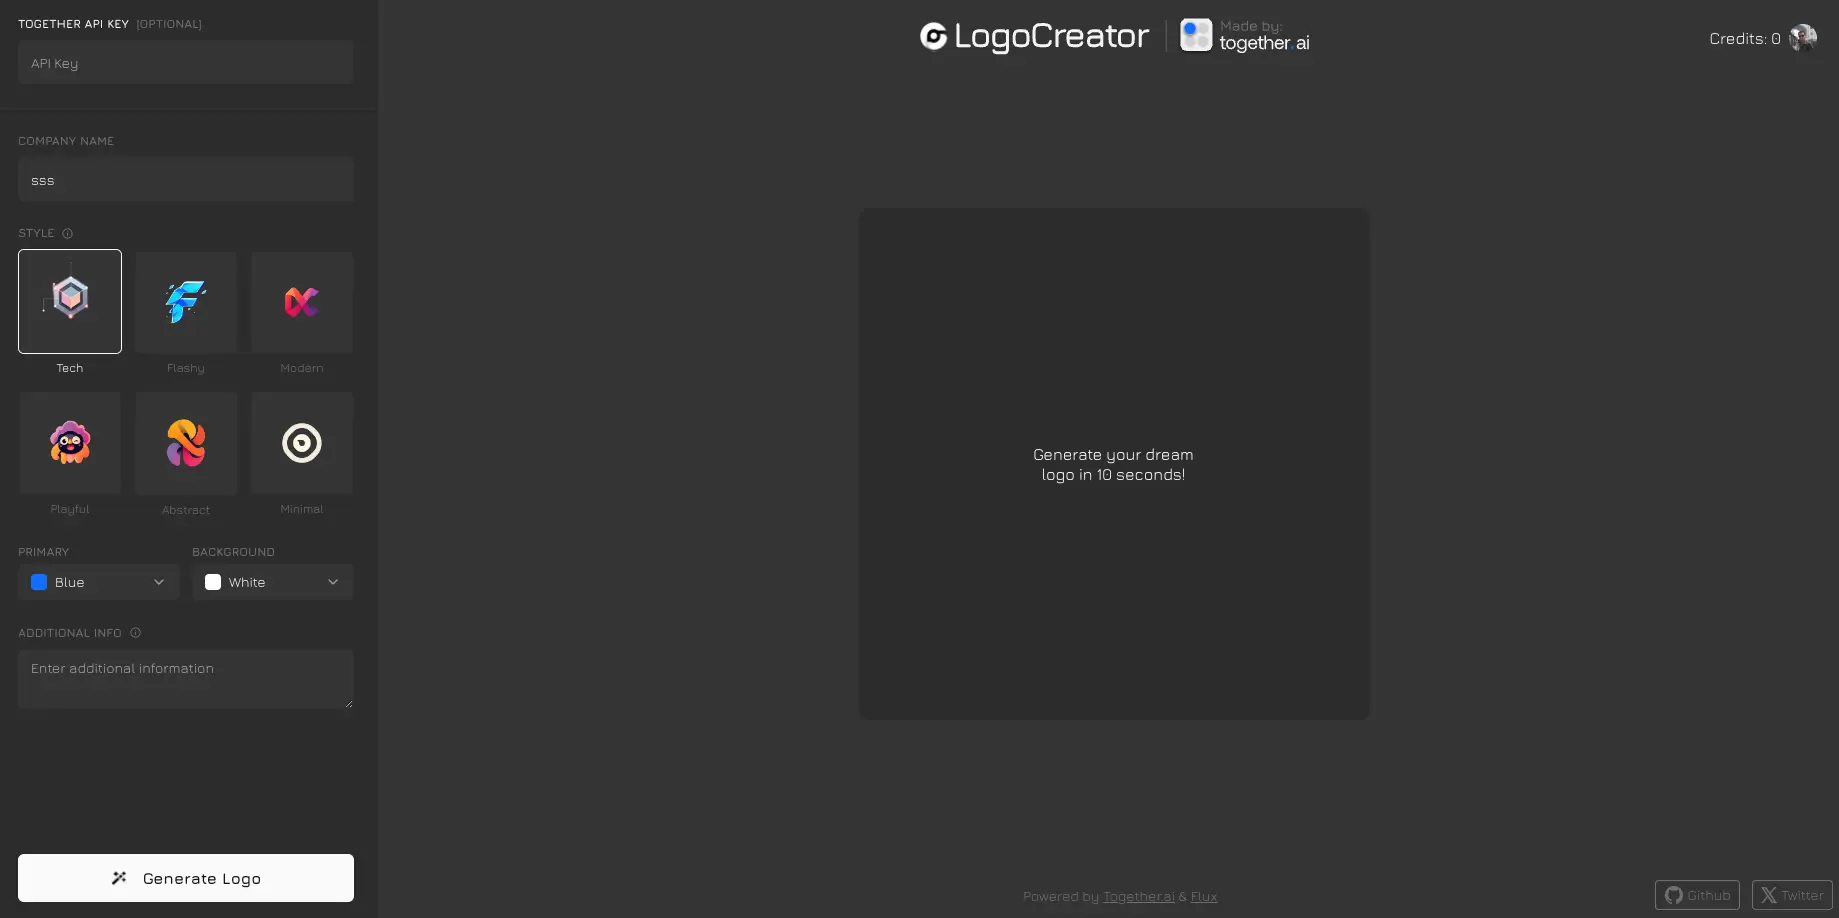 TOGETHER API KEY [OPTIONAL]
API Key
COMPANY NAME
sss
STYLE
Tech
Flashy
Modern
Playful
Abstract
Minimal
PRIMARY
BACKGROUND
Blue
White
ADDITIONAL INFO
Enter additional information
Generate Logo
LogoCreator
Made by:
together.ai
Credits: 0
Generate your dream
logo in 10 seconds!
Powered by Together.ai & Flux
Github
Twitter